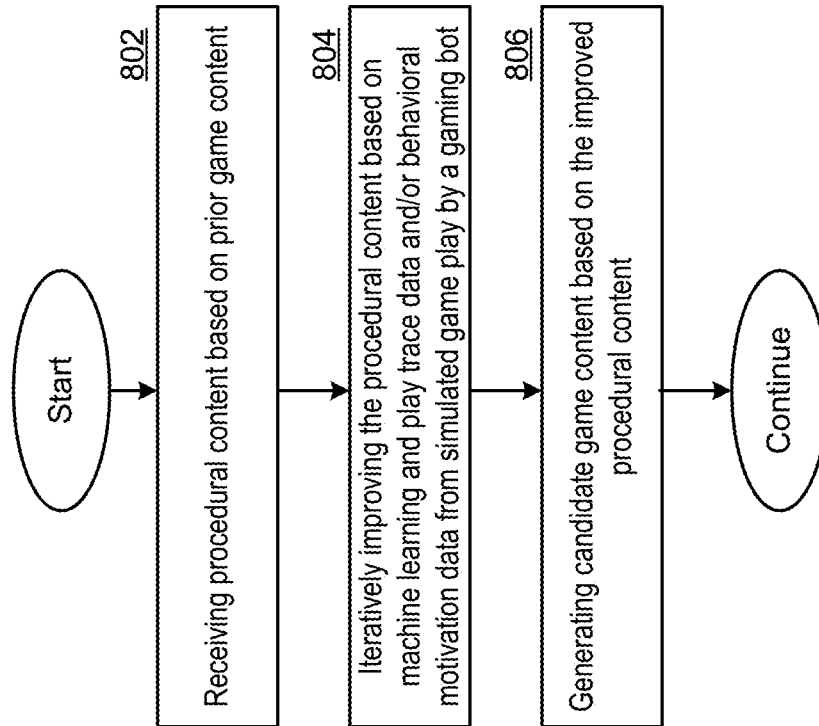 Start
802
Receiving procedural content based on prior game content
804
Iteratively improving the procedural content based on
machine learning and play trace data and/or behavioral
motivation data from simulated game play by a gaming bot
806
Generating candidate game content based on the improved
procedural content
Continue